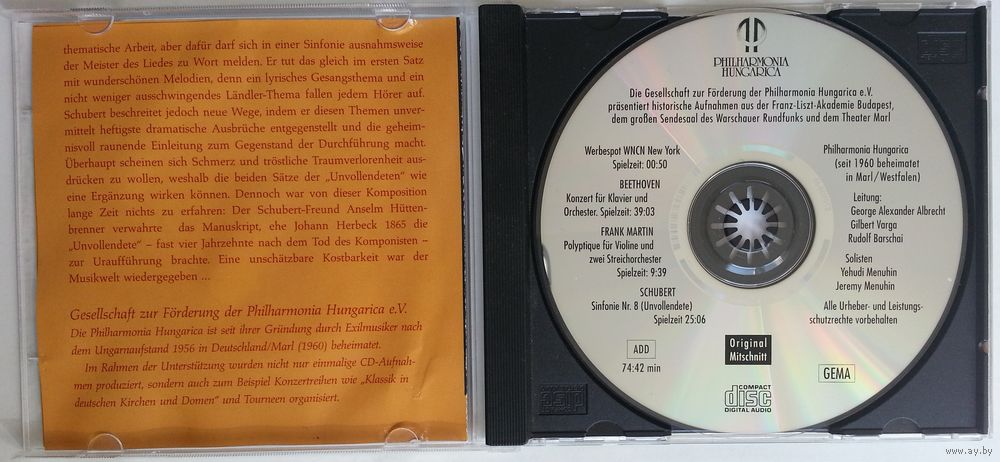 thematische Arbeit, aber dafür darf sich in einer Sinfonie ausnahmsweise
der Meister des Liedes zu Wort melden. Er tut das gleich im ersten Satz
mit wunderschönen Melodien, denn ein lyrisches Gesangsthema und ein
nicht weniger ausschwingendes Ländler-Thema fallen jedem Hörer auf.
Schubert beschreitet jedoch neue Wege, indem er diesen Themen unver-
mittelt heftigste dramatische Ausbrüche entgegenstellt und die geheim-
nisvoll raunende Einleitung zum Gegenstand der Durchführung macht.
Überhaupt scheinen sich Schmerz und tröstliche Traumverlorenheit aus-
drücken zu wollen, weshalb die beiden Sätze der „Unvollendeten“ wie
eine Ergänzung wirken können. Dennoch war von dieser Komposition
lange Zeit nichts zu erfahren: Der Schubert-Freund Anselm Hütten-
brenner verwahrte das Manuskript, ehe Johann Herbeck 1865 die
„Unvollendete“ – fast vier Jahrzehnte nach dem Tod des Komponisten –
zur Uraufführung brachte. Eine unschätzbare Kostbarkeit war der
Musikwelt wiedergegeben ...
Gesellschaft zur Förderung der Philharmonia Hungarica e.V.
Die Philharmonia Hungarica ist seit ihrer Gründung durch Exilmusiker nach
dem Ungarnaufstand 1956 in Deutschland/Marl (1960) beheimatet.
Im Rahmen der Unterstützung wurden nicht nur einmalige CD-Aufnah-
men produziert, sondern auch zum Beispiel Konzertreihen wie „Klassik in
deutschen Kirchen und Domen“ und Tourneen organisiert.
PHILHARMONIA
HUNGARICA
Die Gesellschaft zur Förderung der Philharmonia Hungarica e.V.
präsentiert historische Aufnahmen aus der Franz-Liszt-Akademie Budapest,
dem großen Sendesaal des Warschauer Rundfunks und dem Theater Marl
Werbespot WNCN New York
Spielzeit: 00:50
BEETHOVEN
Konzert für Klavier und
Orchester. Spielzeit: 39:03
FRANK MARTIN
Polyptique für Violine und
zwei Streichorchester
Spielzeit: 9:39
SCHUBERT
Sinfonie Nr. 8 (Unvollendete)
Spielzeit 25:06
Philharmonia Hungarica
(seit 1960 beheimatet
in Marl/Westfalen)
Leitung:
George Alexander Albrecht
Gilbert Varga
Rudolf Barschai
Solisten
Yehudi Menuhin
Jeremy Menuhin
Alle Urheber- und Leistungs-
schutzrechte vorbehalten
ADD
74:42 min
Original
Mitschnitt
GEMA
COMPACT
disc
DIGITAL AUDIO
www.ay.by